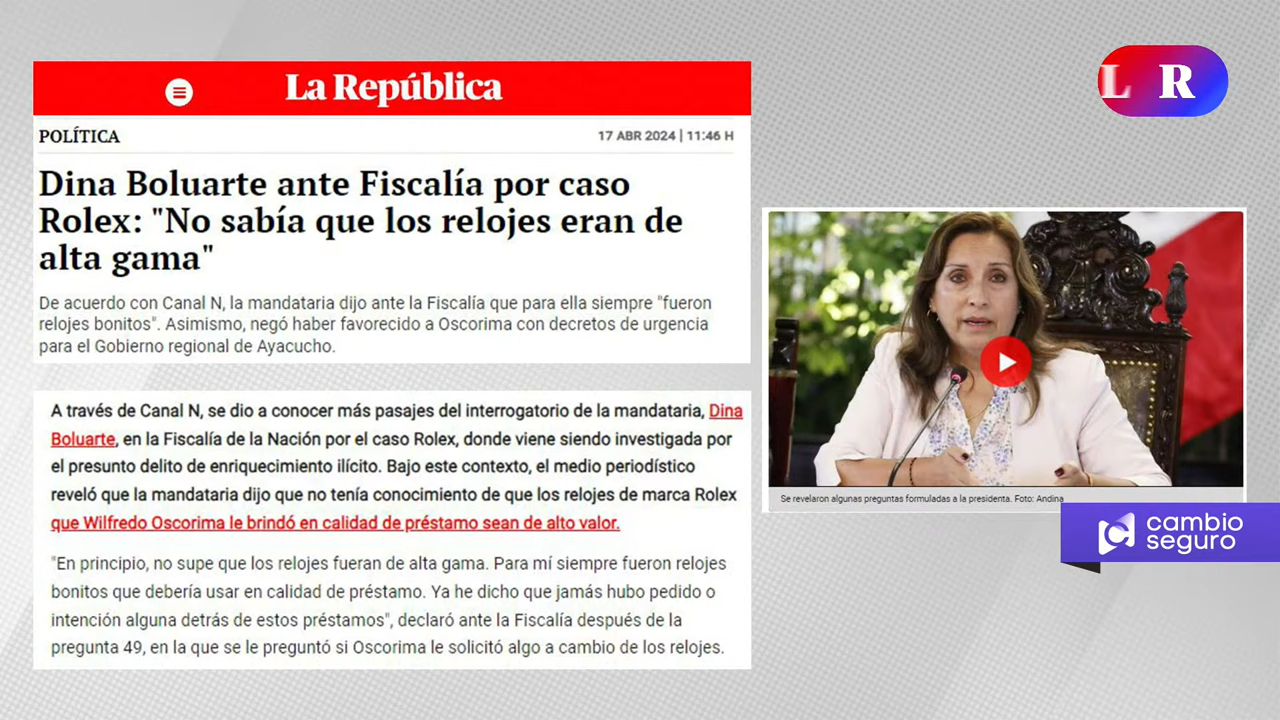 La República
L R
POLÍTICA
17 ABR 2024 | 11:46 H
Dina Boluarte ante Fiscalía por caso
Rolex: "No sabía que los relojes eran de
alta gama"
De acuerdo con Canal N, la mandataria dijo ante la Fiscalía que para ella siempre "fueron
relojes bonitos". Asimismo, negó haber favorecido a Oscorima con decretos de urgencia
para el Gobierno regional de Ayacucho.
A través de Canal N, se dio a conocer más pasajes del interrogatorio de la mandataria, Dina
Boluarte, en la Fiscalía de la Nación por el caso Rolex, donde viene siendo investigada por
el presunto delito de enriquecimiento ilícito. Bajo este contexto, el medio periodístico
reveló que la mandataria dijo que no tenía conocimiento de que los relojes de marca Rolex
que Wilfredo Oscorima le brindó en calidad de préstamo sean de alto valor.
"En principio, no supe que los relojes fueran de alta gama. Para mí siempre fueron relojes
bonitos que debería usar en calidad de préstamo. Ya he dicho que jamás hubo pedido o
intención alguna detrás de estos préstamos", declaró ante la Fiscalía después de la
pregunta 49, en la que se le preguntó si Oscorima le solicitó algo a cambio de los relojes.
Se revelaron algunas preguntas formuladas a la presidenta. Foto: Andina
cambio
seguro